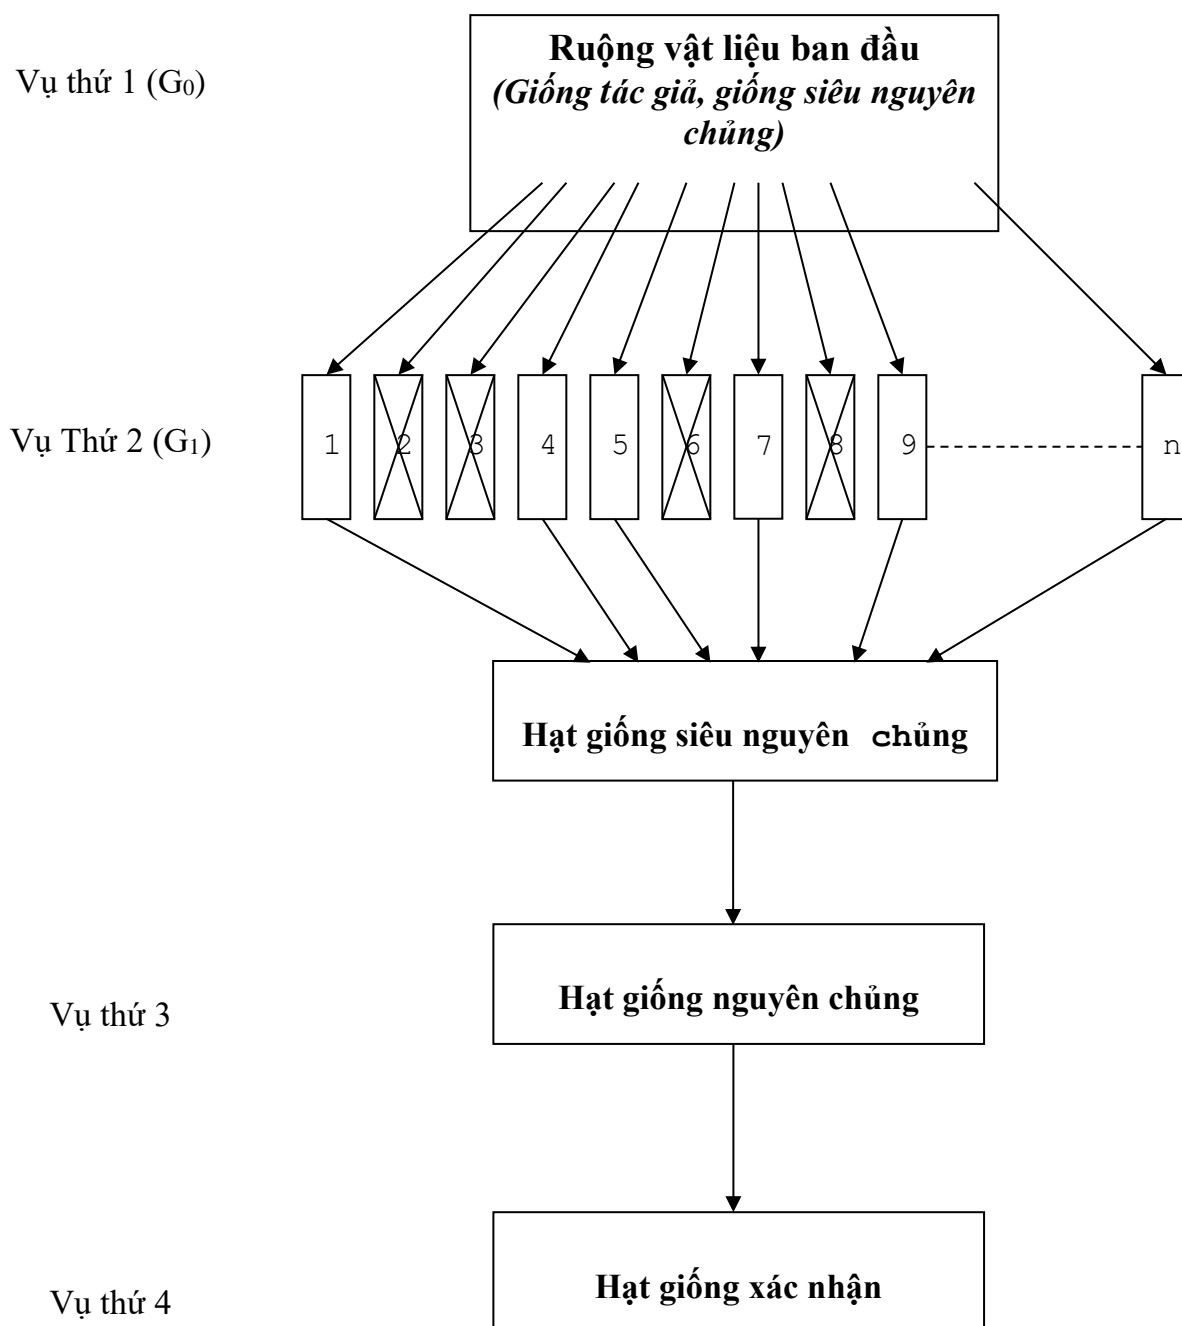 Ruộng vật liệu ban đầu
Vụ thứ 1 (G₀)
(Giống tác giả, giống siêu nguyên
chủng)
Vụ Thứ 2 (G₁)
1 2 3 4 5 6 7 8 9 n
Hạt giống siêu nguyên chủng
Hạt giống nguyên chủng
Vụ thứ 3
Hạt giống xác nhận
Vụ thứ 4